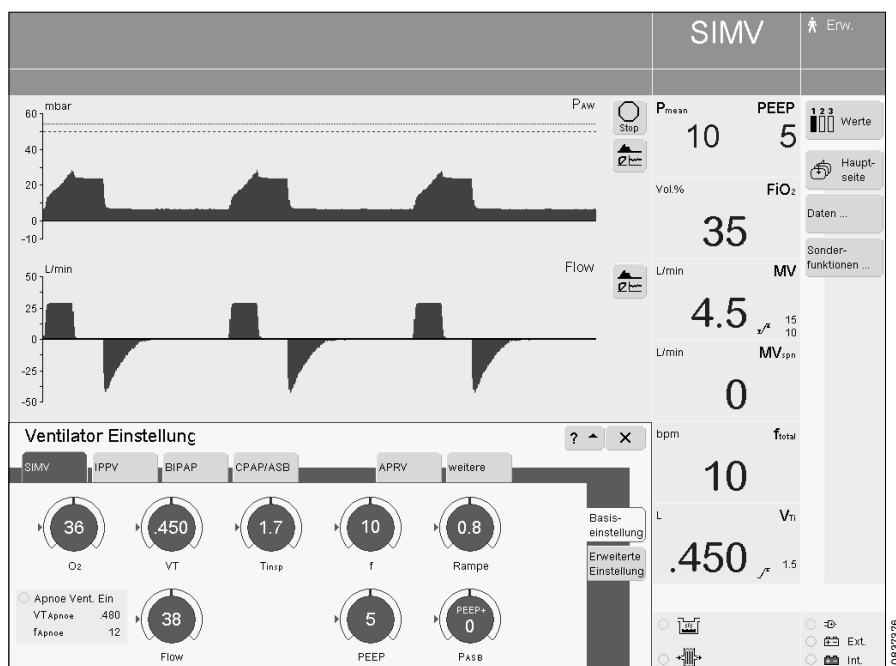 SIMV
Erw.
mbar
PAW
60
40
20
0
-10
Stop
L/min
Flow
50
25
0
-25
-50
Pmean
PEEP
10
5
Vol.%
FiO2
35
L/min
MV
4.5
15
10
L/min
MVspn
0
bpm
ftotal
10
L
VTi
.450
1.5
1 2 3
Werte
Haupt-
seite
Daten ...
Sonder-
funktionen ...
Ventilator Einstellung
?
SIMV
IPPV
BIPAP
CPAP/ASB
APRV
weitere
36
.450
1.7
10
0.8
O2
VT
Tinsp
f
Rampe
Basis-
einstellung
Erweiterte
Einstellung
Apnoe Vent. Ein
VTApnoe .480
fApnoe 12
38
5
PEEP+
0
Flow
PEEP
PASB
Ext.
Int.